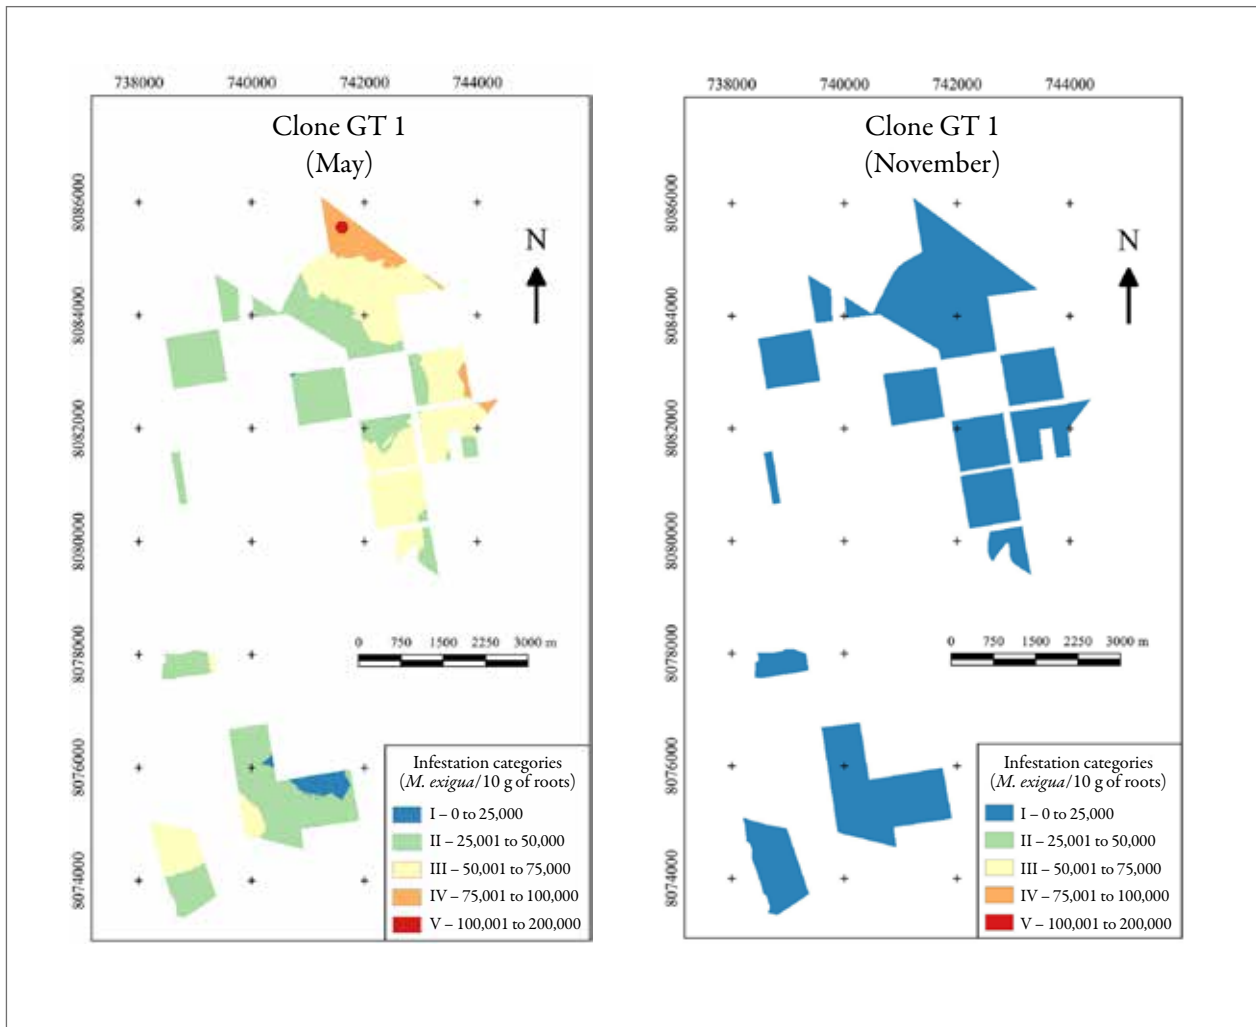 738000 740000 742000 744000
Clone GT 1
(May)
N
8086000
8084000
8082000
8080000
8078000
8076000
8074000
0 750 1500 2250 3000 m
Infestation categories
(M. exigua/10 g of roots)
I – 0 to 25,000
II – 25,001 to 50,000
III – 50,001 to 75,000
IV – 75,001 to 100,000
V – 100,001 to 200,000
738000 740000 742000 744000
Clone GT 1
(November)
N
8086000
8084000
8082000
8080000
8078000
8076000
8074000
0 750 1500 2250 3000 m
Infestation categories
(M. exigua/10 g of roots)
I – 0 to 25,000
II – 25,001 to 50,000
III – 50,001 to 75,000
IV – 75,001 to 100,000
V – 100,001 to 200,000